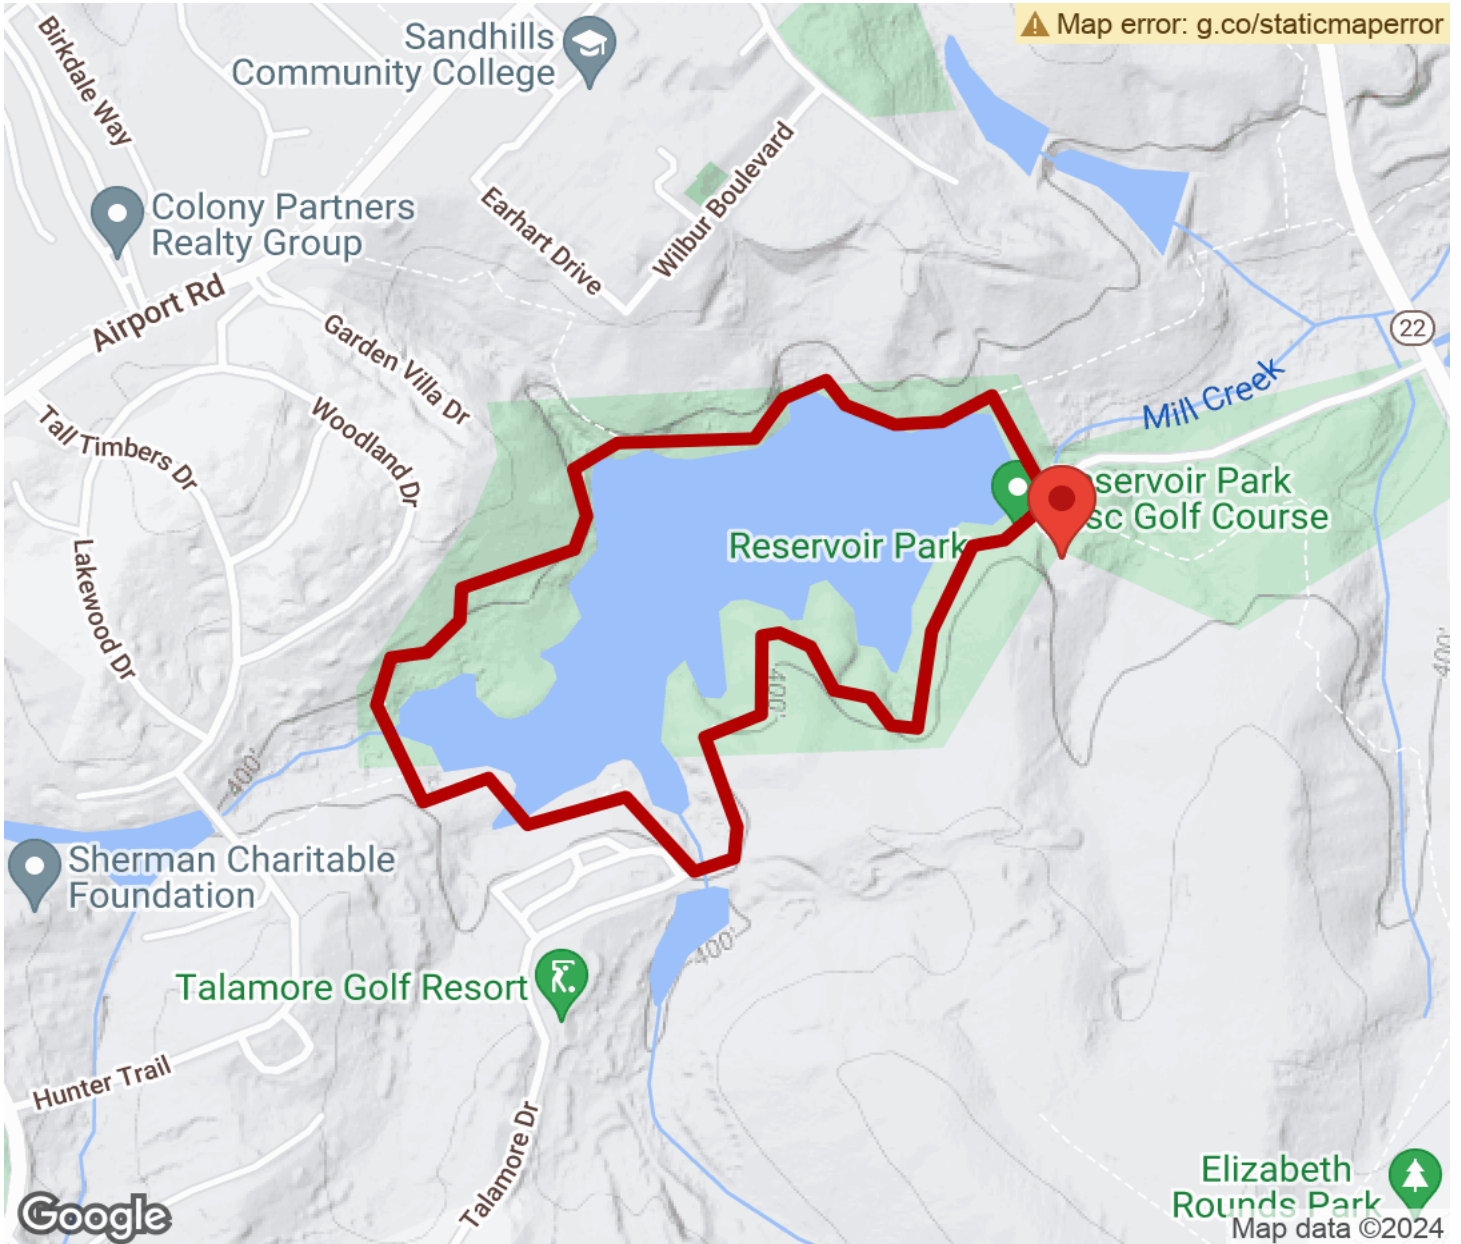 Map error: g.co/staticmaperror
Birkdale Way
Sandhills
Community College
Wilbur Boulevard
Earhart Drive
Colony Partners
Realty Group
Airport Rd
Garden Villa Dr
Woodland Dr
Tall Timbers Dr
Lakewood Dr
22
Mill Creek
servoir Park
sc Golf Course
Reservoir Park
400'
400'
400'
400'
Sherman Charitable
Foundation
Talamore Golf Resort
Hunter Trail
Talamore Dr
Elizabeth
Rounds Park
Google
Map data ©2024